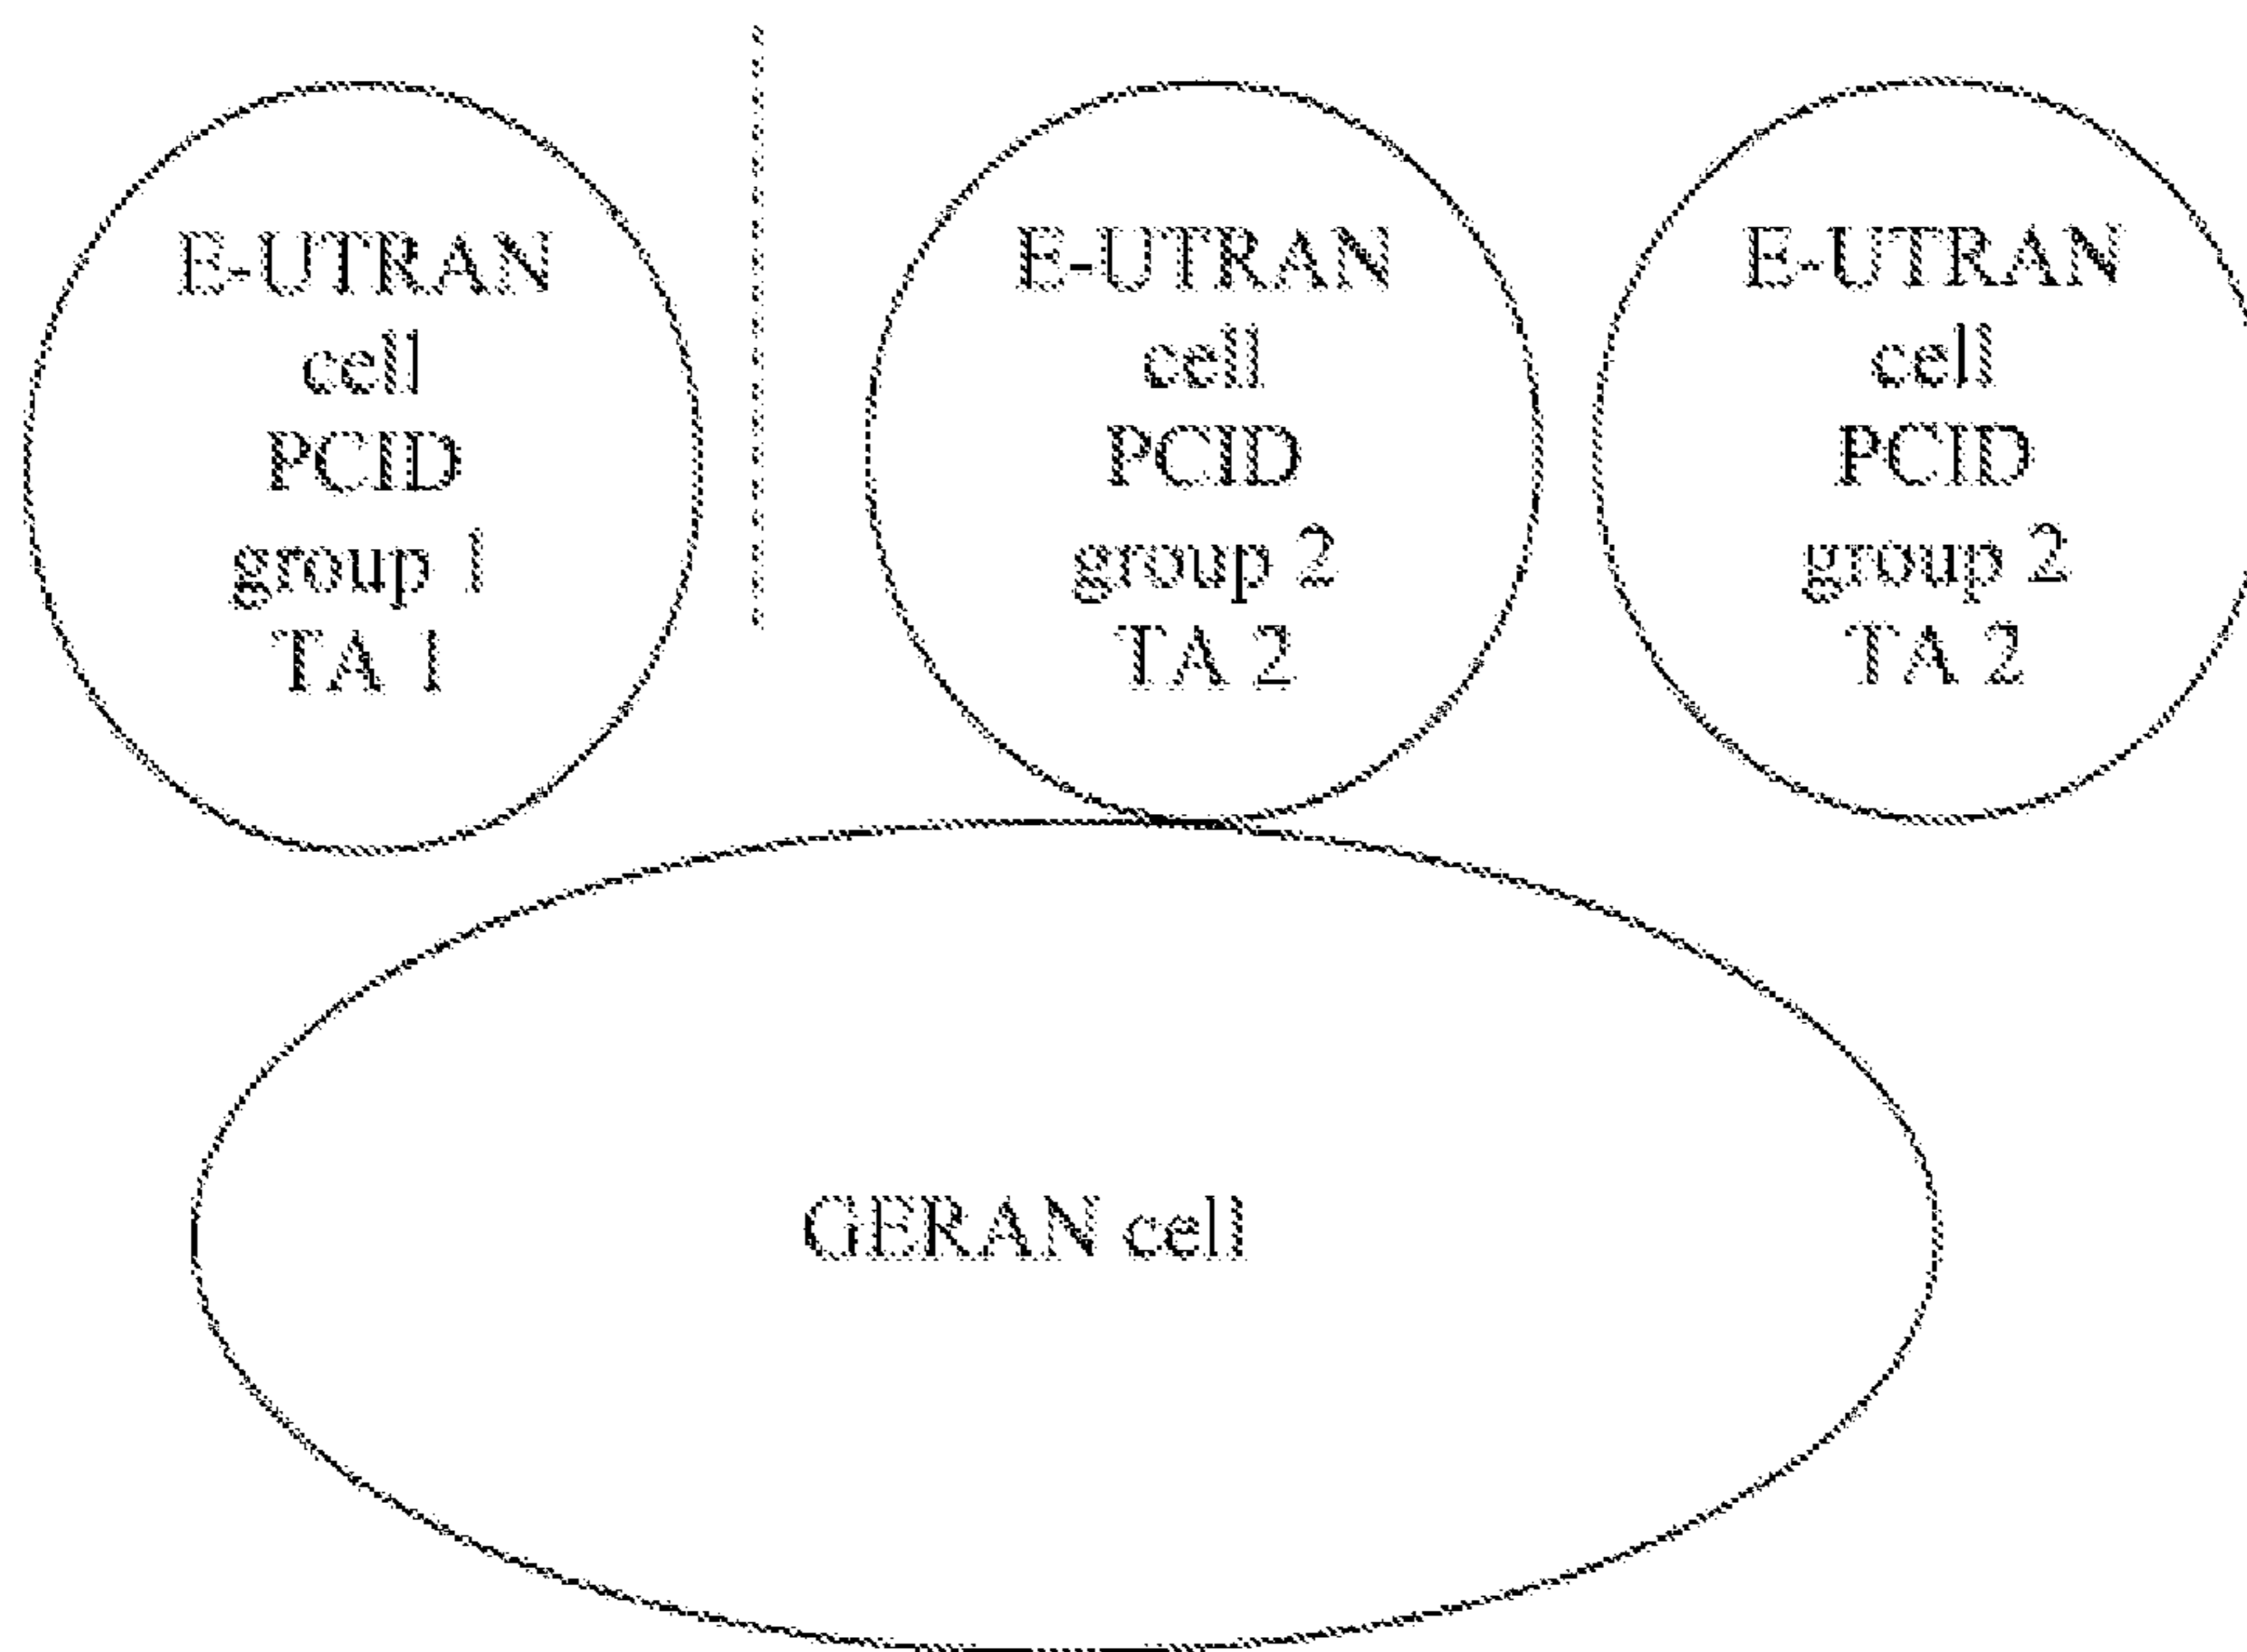 E-UTRAN
cell
PCID
group 1
TA 1
E-UTRAN
cell
PCID
group 2
TA 2
E-UTRAN
cell
PCID
group 2
TA 2
GERAN cell